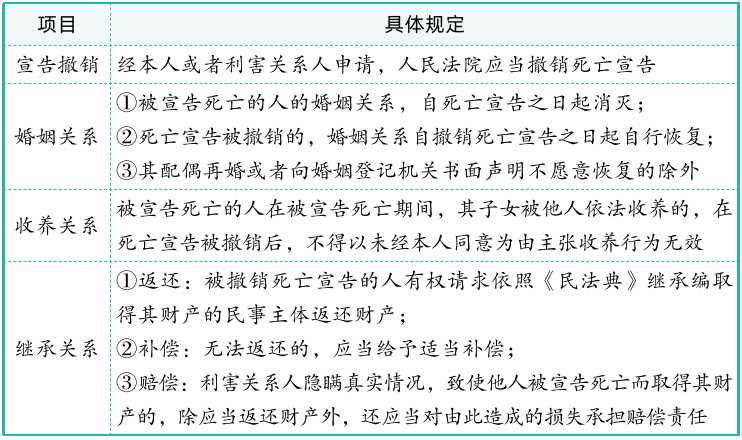 项目 具体规定
宣告撤销 经本人或者利害关系人申请，人民法院应当撤销死亡宣告
①被宣告死亡的人的婚姻关系，自死亡宣告之日起消灭；
婚姻关系 ②死亡宣告被撤销的，婚姻关系自撤销死亡宣告之日起自行恢复；
③其配偶再婚或者向婚姻登记机关书面声明不愿意恢复的除外
收养关系 被宣告死亡的人在被宣告死亡期间，其子女被他人依法收养的，在
死亡宣告被撤销后，不得以未经本人同意为由主张收养行为无效
①返还：被撤销死亡宣告的人有权请求依照《民法典》继承编取
得其财产的民事主体返还财产；
继承关系 ②补偿：无法返还的，应当给予适当补偿；
③赔偿：利害关系人隐瞒真实情况，致使他人被宣告死亡而取得其财
产的，除应当返还财产外，还应当对由此造成的损失承担赔偿责任